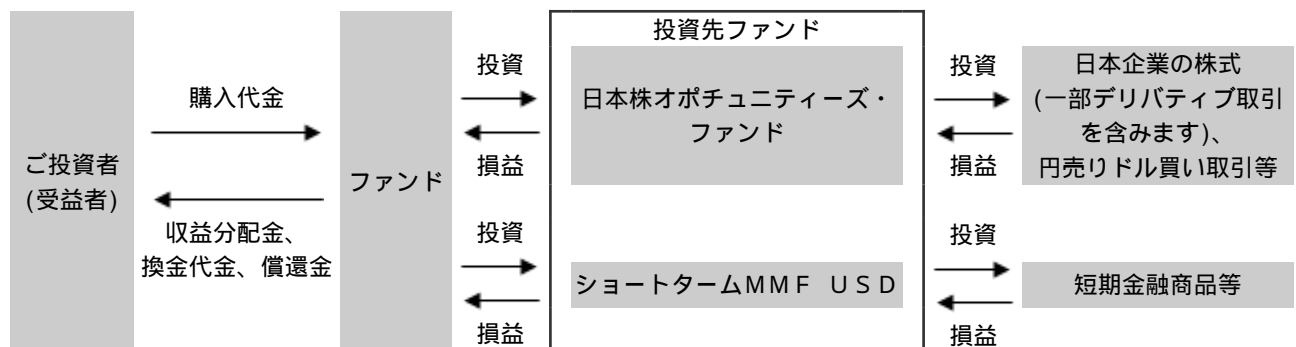 ご投資者
(受益者)
購入代金
収益分配金、
換金代金、償還金
ファンド
投資
損益
投資
損益
投資先ファンド
日本株オポチュニティーズ・
ファンド
ショートタームＭＭＦ　ＵＳＤ
投資
損益
投資
損益
日本企業の株式
(一部デリバティブ取引
を含みます)、
円売りドル買い取引等
短期金融商品等